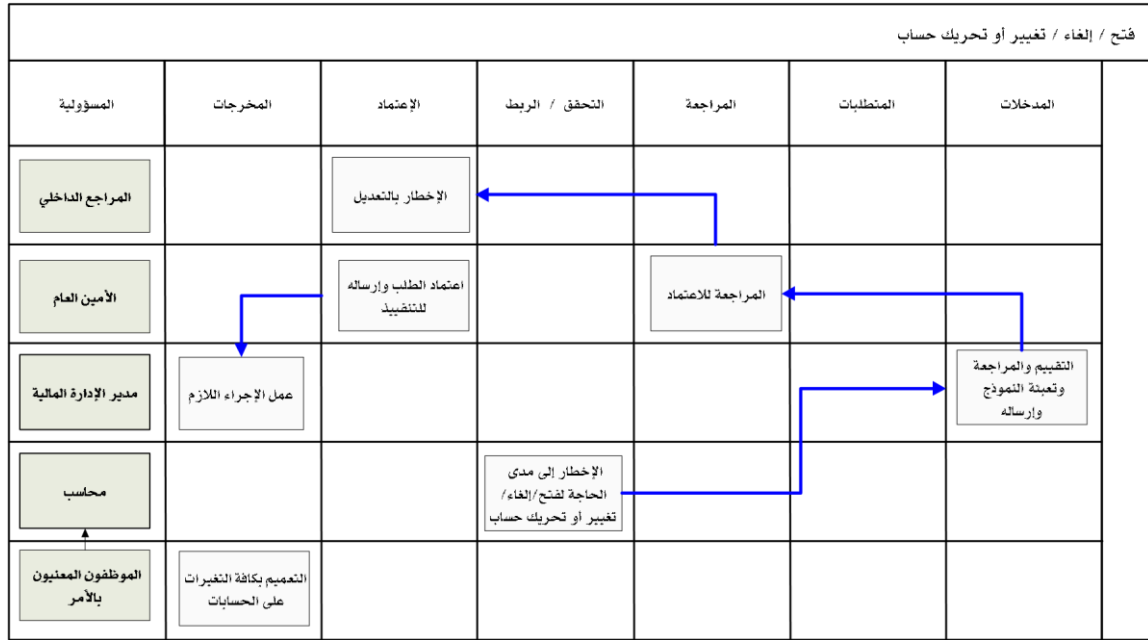 فتح / إلغاء / تغيير أو تحريك حساب
المدخلات
المتطلبات
المراجعة
التحقق / الربط
الإعتماد
المخرجات
المسؤولية
الإخطار بالتعديل
المراجع الداخلي
المراجعة للاعتماد
اعتماد الطلب وإرساله
للتنفييذ
الأمين العام
التقييم والمراجعة
وتعبئة النموذج
وإرساله
عمل الإجراء اللازم
مدير الإدارة المالية
الإخطار إلى مدى
الحاجة لفتح/إلغاء/
تغيير أو تحريك حساب
محاسب
التعميم بكافة التغيرات
على الحسابات
الموظفون المعنيون
بالأمر